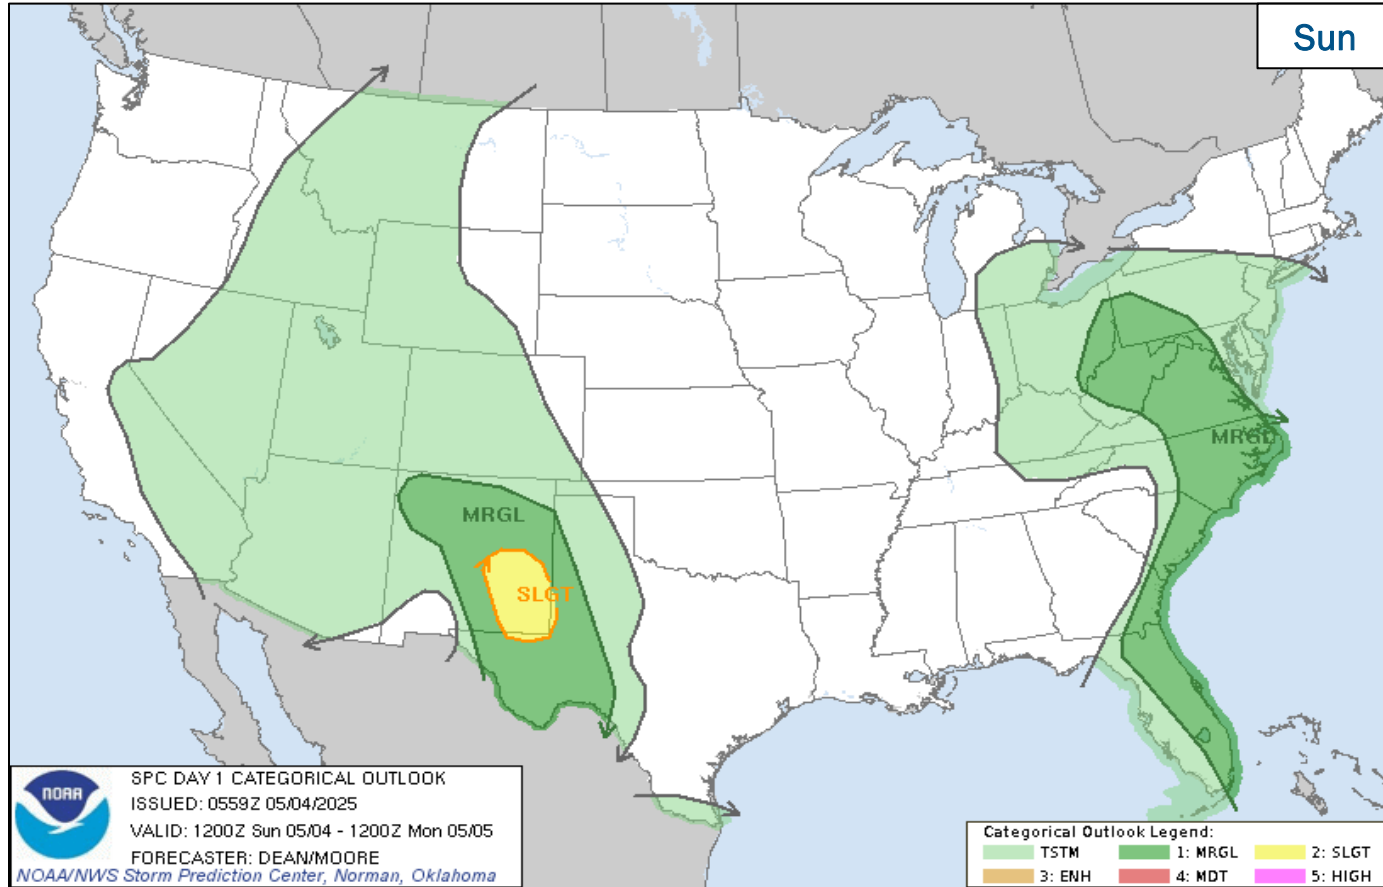 Sun
MRGL
MRGL
SLGT
SPC DAY 1 CATEGORICAL OUTLOOK
ISSUED: 0559Z 05/04/2025
VALID: 1200Z Sun 05/04 - 1200Z Mon 05/05
FORECASTER: DEAN/MOORE
NOAA/NWS Storm Prediction Center, Norman, Oklahoma
NOAA
Categorical Outlook Legend:
TSTM 1: MRGL 2: SLGT
3: ENH 4: MDT 5: HIGH